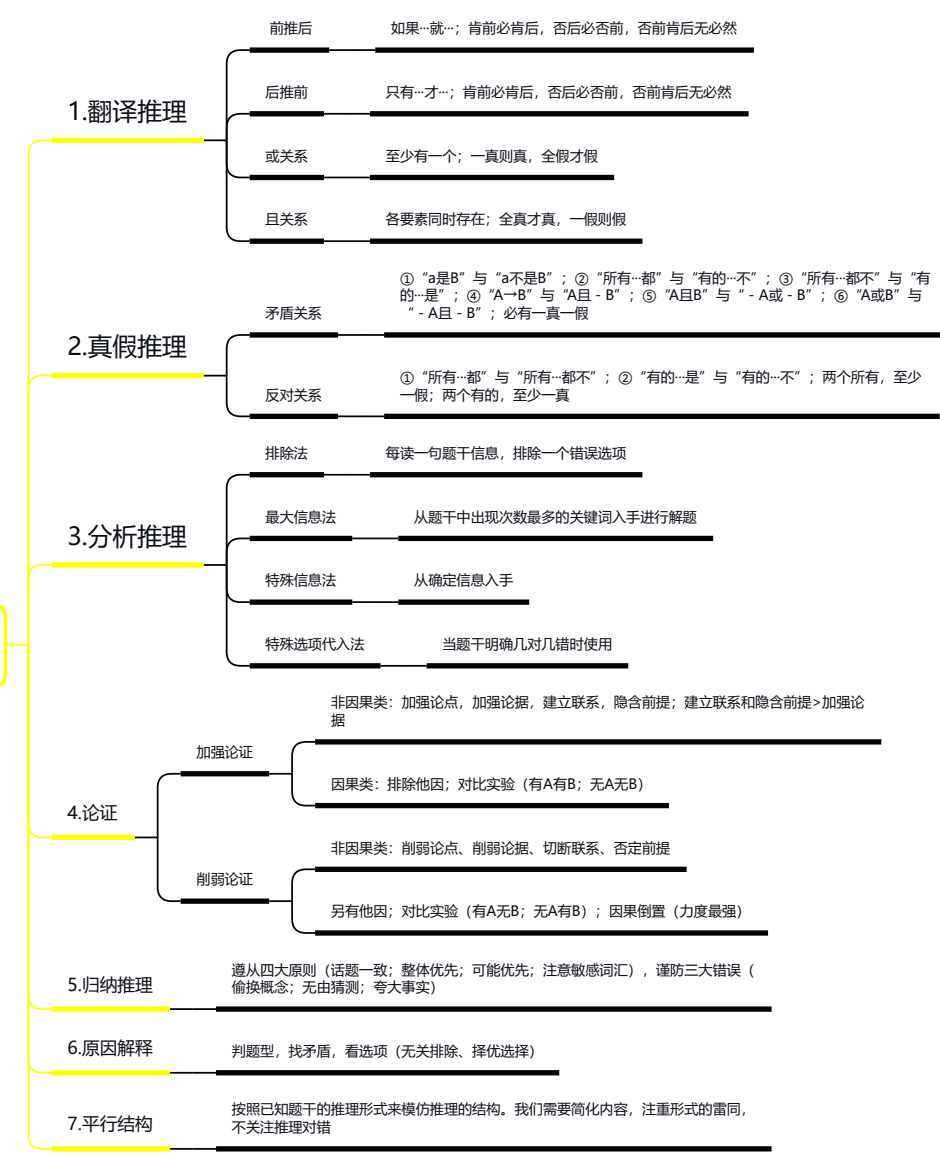 1.翻译推理
前推后
如果…就…；肯前必肯后，否后必否前，否前肯后无必然
后推前
只有…才…；肯前必肯后，否后必否前，否前肯后无必然
或关系
至少有一个；一真则真，全假才假
且关系
各要素同时存在；全真才真，一假则假
2.真假推理
矛盾关系
①“a是B”与“a不是B”；②“所有…都”与“有的…不”；③“所有…都不”与“有
的…是”；④“A→B”与“A且 - B”；⑤“A且B”与“ - A或 - B”；⑥“A或B”与
“ - A且 - B”；必有一真一假
反对关系
①“所有…都”与“所有…都不”；②“有的…是”与“有的…不”；两个所有，至少
一假；两个有的，至少一真
3.分析推理
排除法
每读一句题干信息，排除一个错误选项
最大信息法
从题干中出现次数最多的关键词入手进行解题
特殊信息法
从确定信息入手
特殊选项代入法
当题干明确几对几错时使用
4.论证
加强论证
非因果类：加强论点，加强论据，建立联系，隐含前提；建立联系和隐含前提>加强论
据
因果类：排除他因；对比实验（有A有B；无A无B）
削弱论证
非因果类：削弱论点、削弱论据、切断联系、否定前提
另有他因；对比实验（有A无B；无A有B）；因果倒置（力度最强）
5.归纳推理
遵从四大原则（话题一致；整体优先；可能优先；注意敏感词汇），谨防三大错误（
偷换概念；无由猜测；夸大事实）
6.原因解释
判题型，找矛盾，看选项（无关排除、择优选择）
7.平行结构
按照已知题干的推理形式来模仿推理的结构。我们需要简化内容，注重形式的雷同，
不关注推理对错